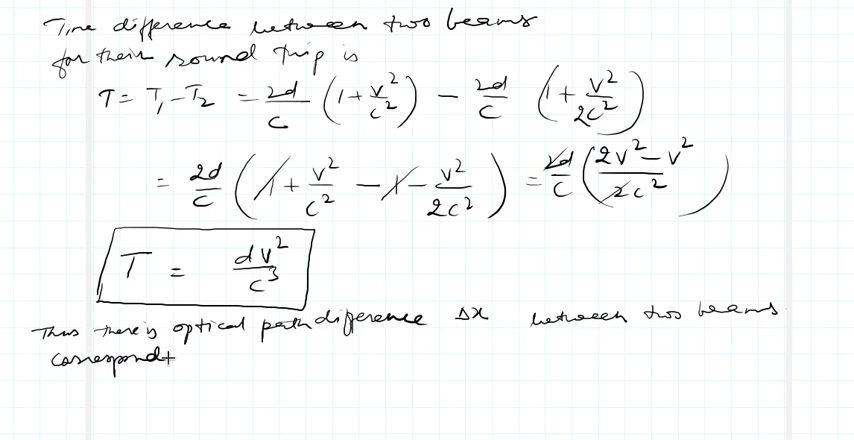 Time difference between two beams
for their round trip is
T = T₁ - T₂ = 2d/c (1 + v²/c²) - 2d/c (1 + v²/2c²)
= 2d/c (1 + v²/c² - 1 - v²/2c²) = 2d/c (2v² - v²/2c²)
T = dv²/c³
Thus there is optical path difference Δx between two beams
correspondt